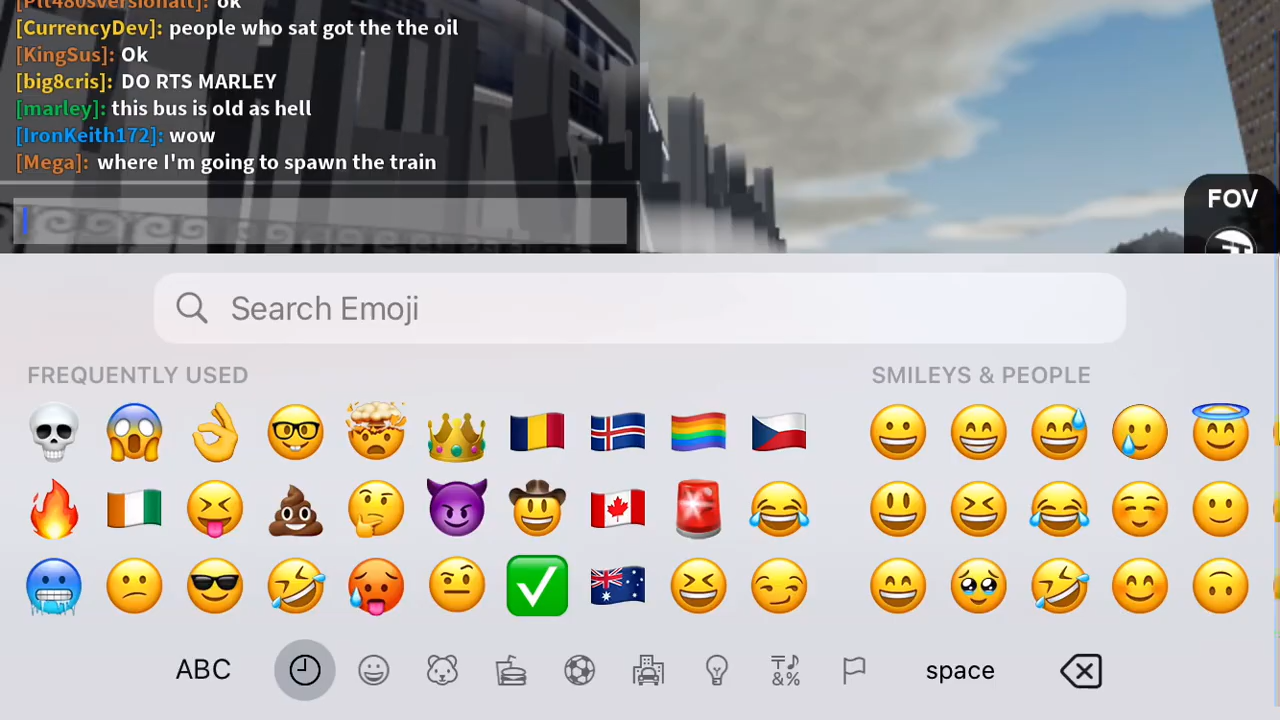 [Plt480sversionalt]: ok
[CurrencyDev]: people who sat got the the oil
[KingSus]: Ok
[big8cris]: DO RTS MARLEY
[marley]: this bus is old as hell
[IronKeith172]: wow
[Mega]: where I'm going to spawn the train
FOV
Search Emoji
FREQUENTLY USED
SMILEYS & PEOPLE
ABC
space